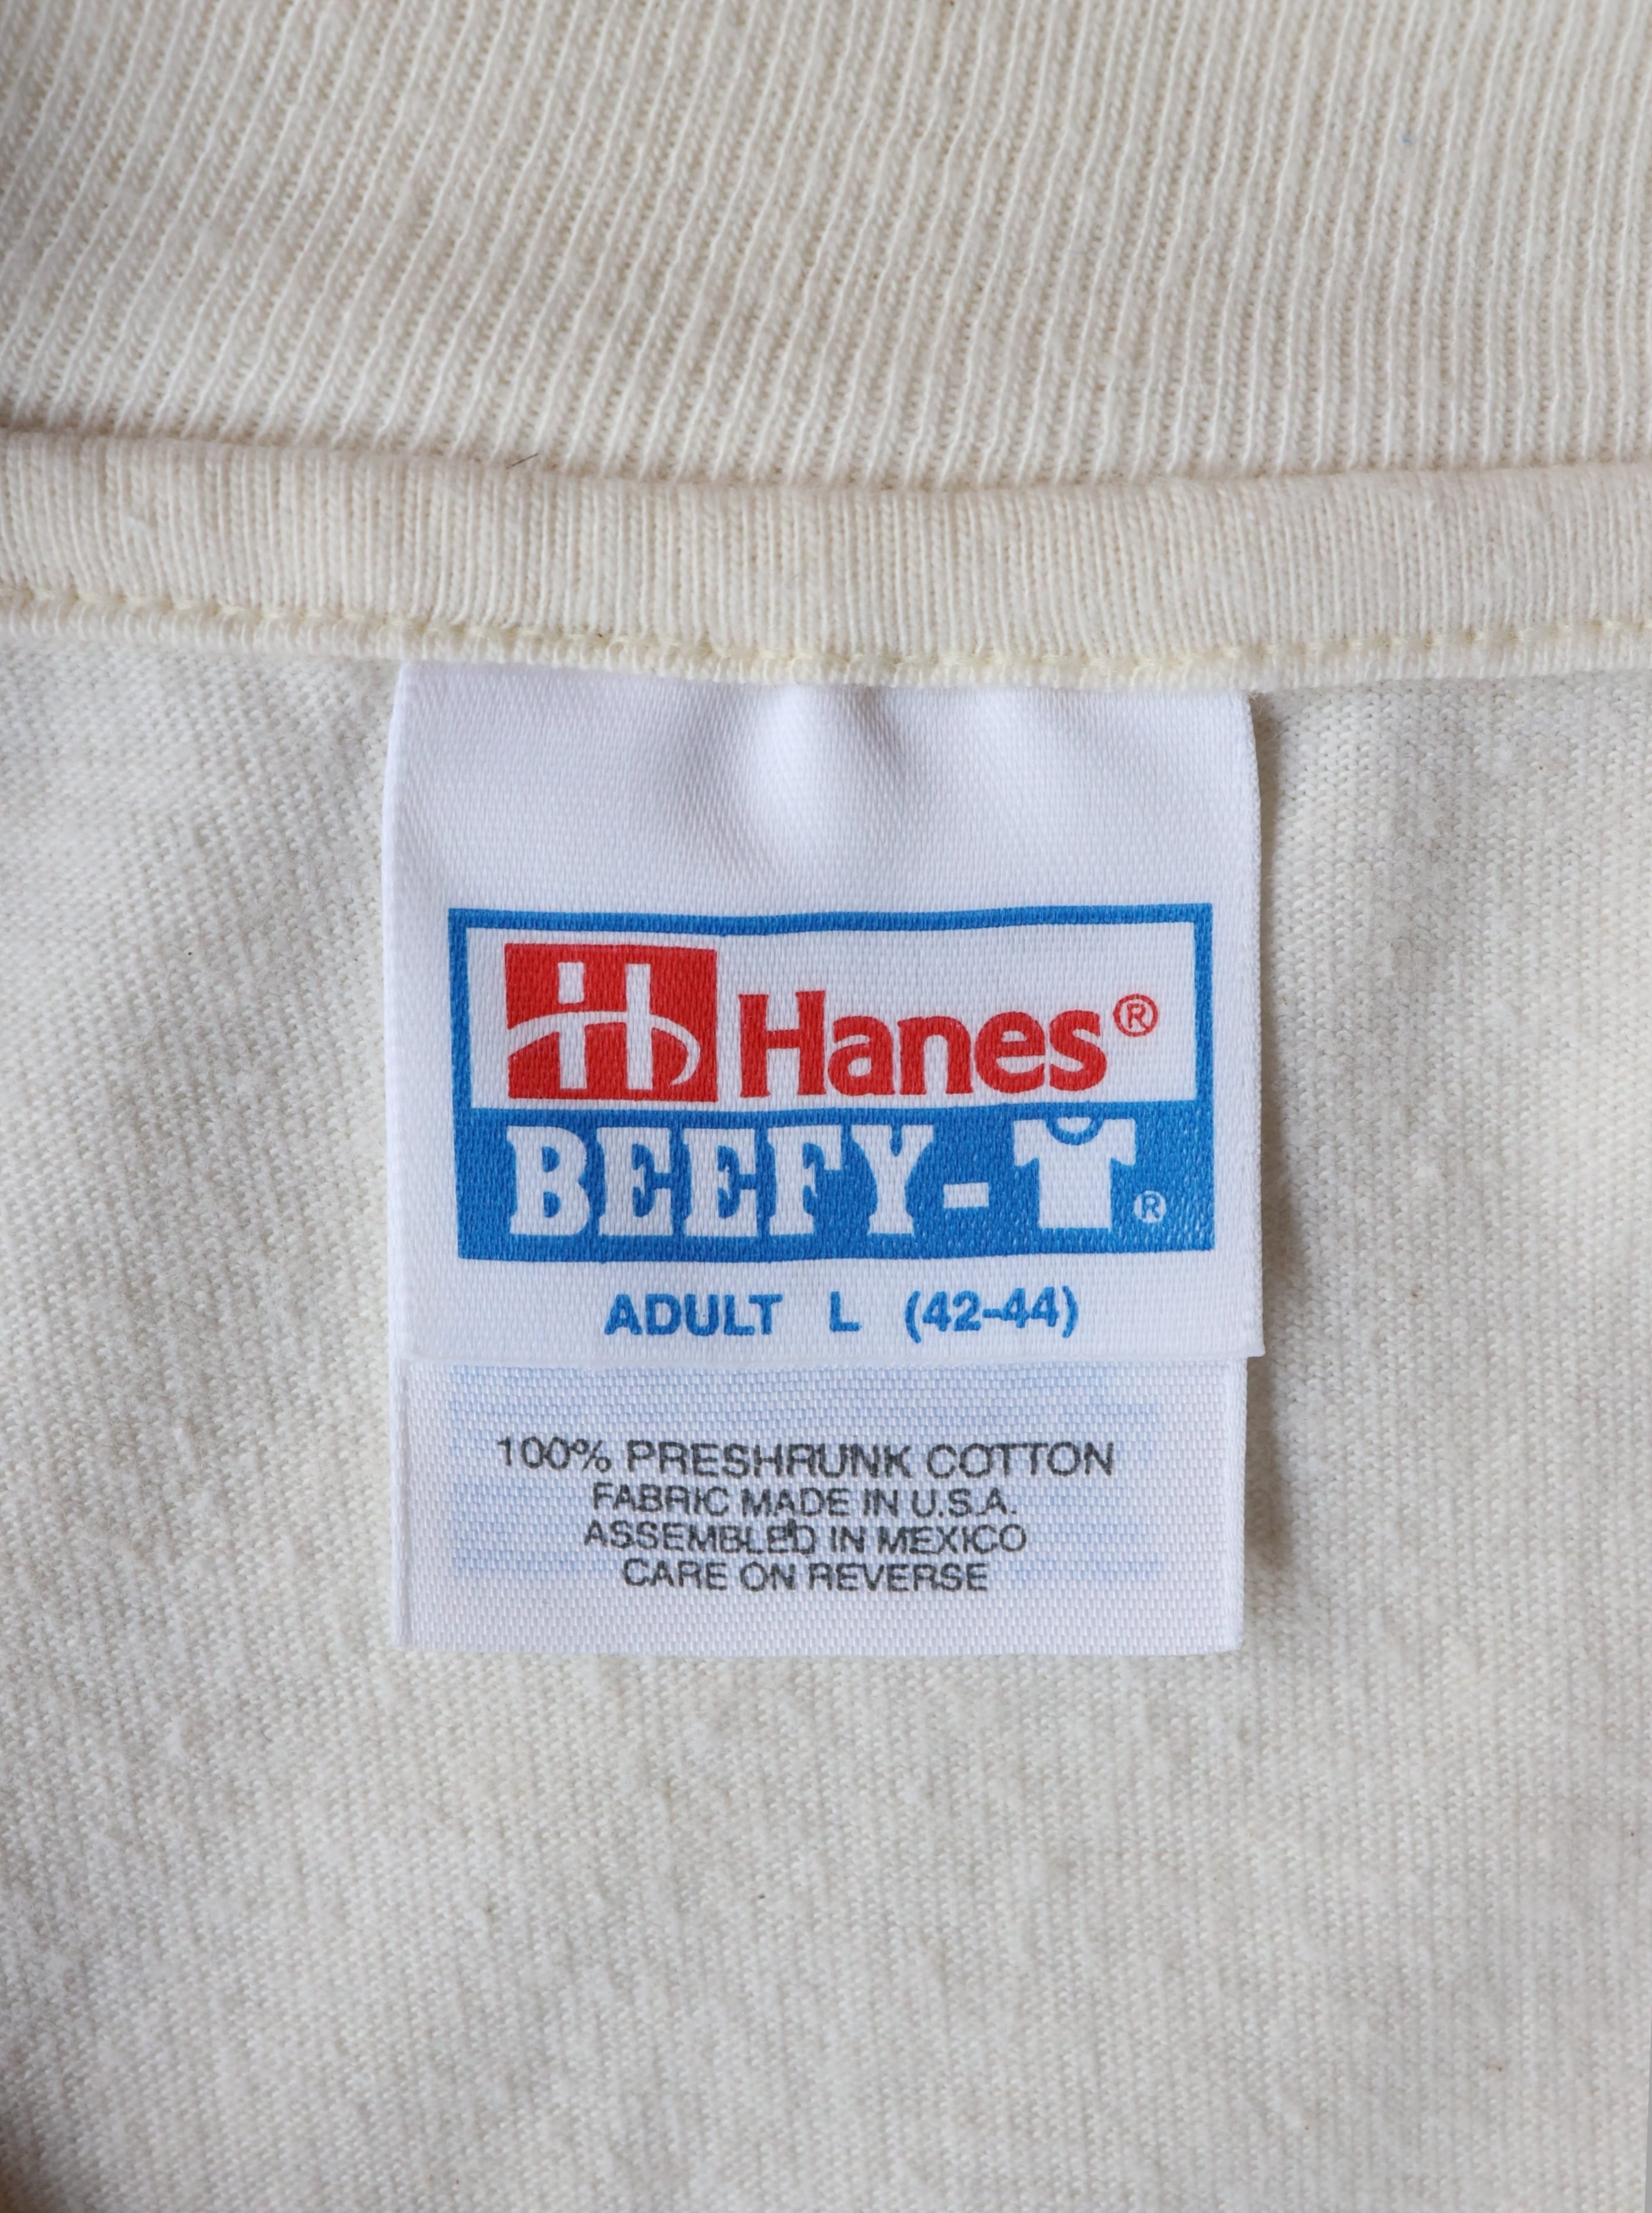 H Hanes®
BEEFY-T®
ADULT L (42-44)
100% PRESHRUNK COTTON
FABRIC MADE IN U.S.A.
ASSEMBLED IN MEXICO
CARE ON REVERSE